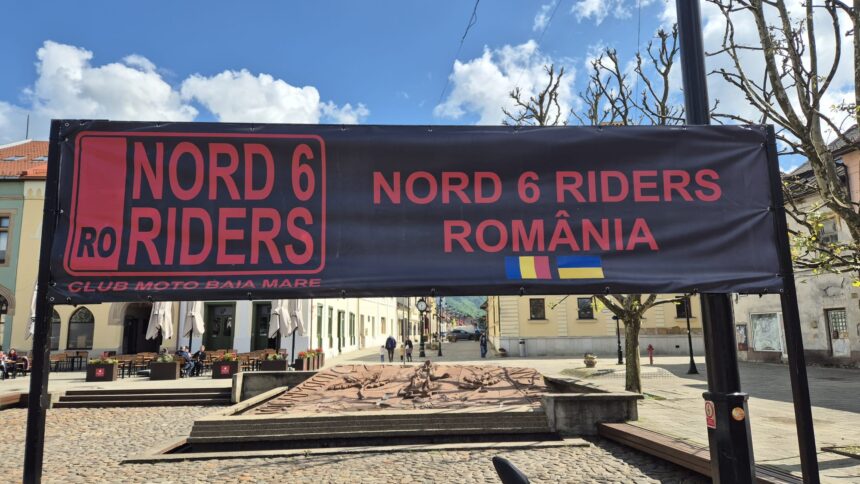 NORD 6
RO RIDERS
CLUB MOTO BAIA MARE
NORD 6 RIDERS
ROMÂNIA